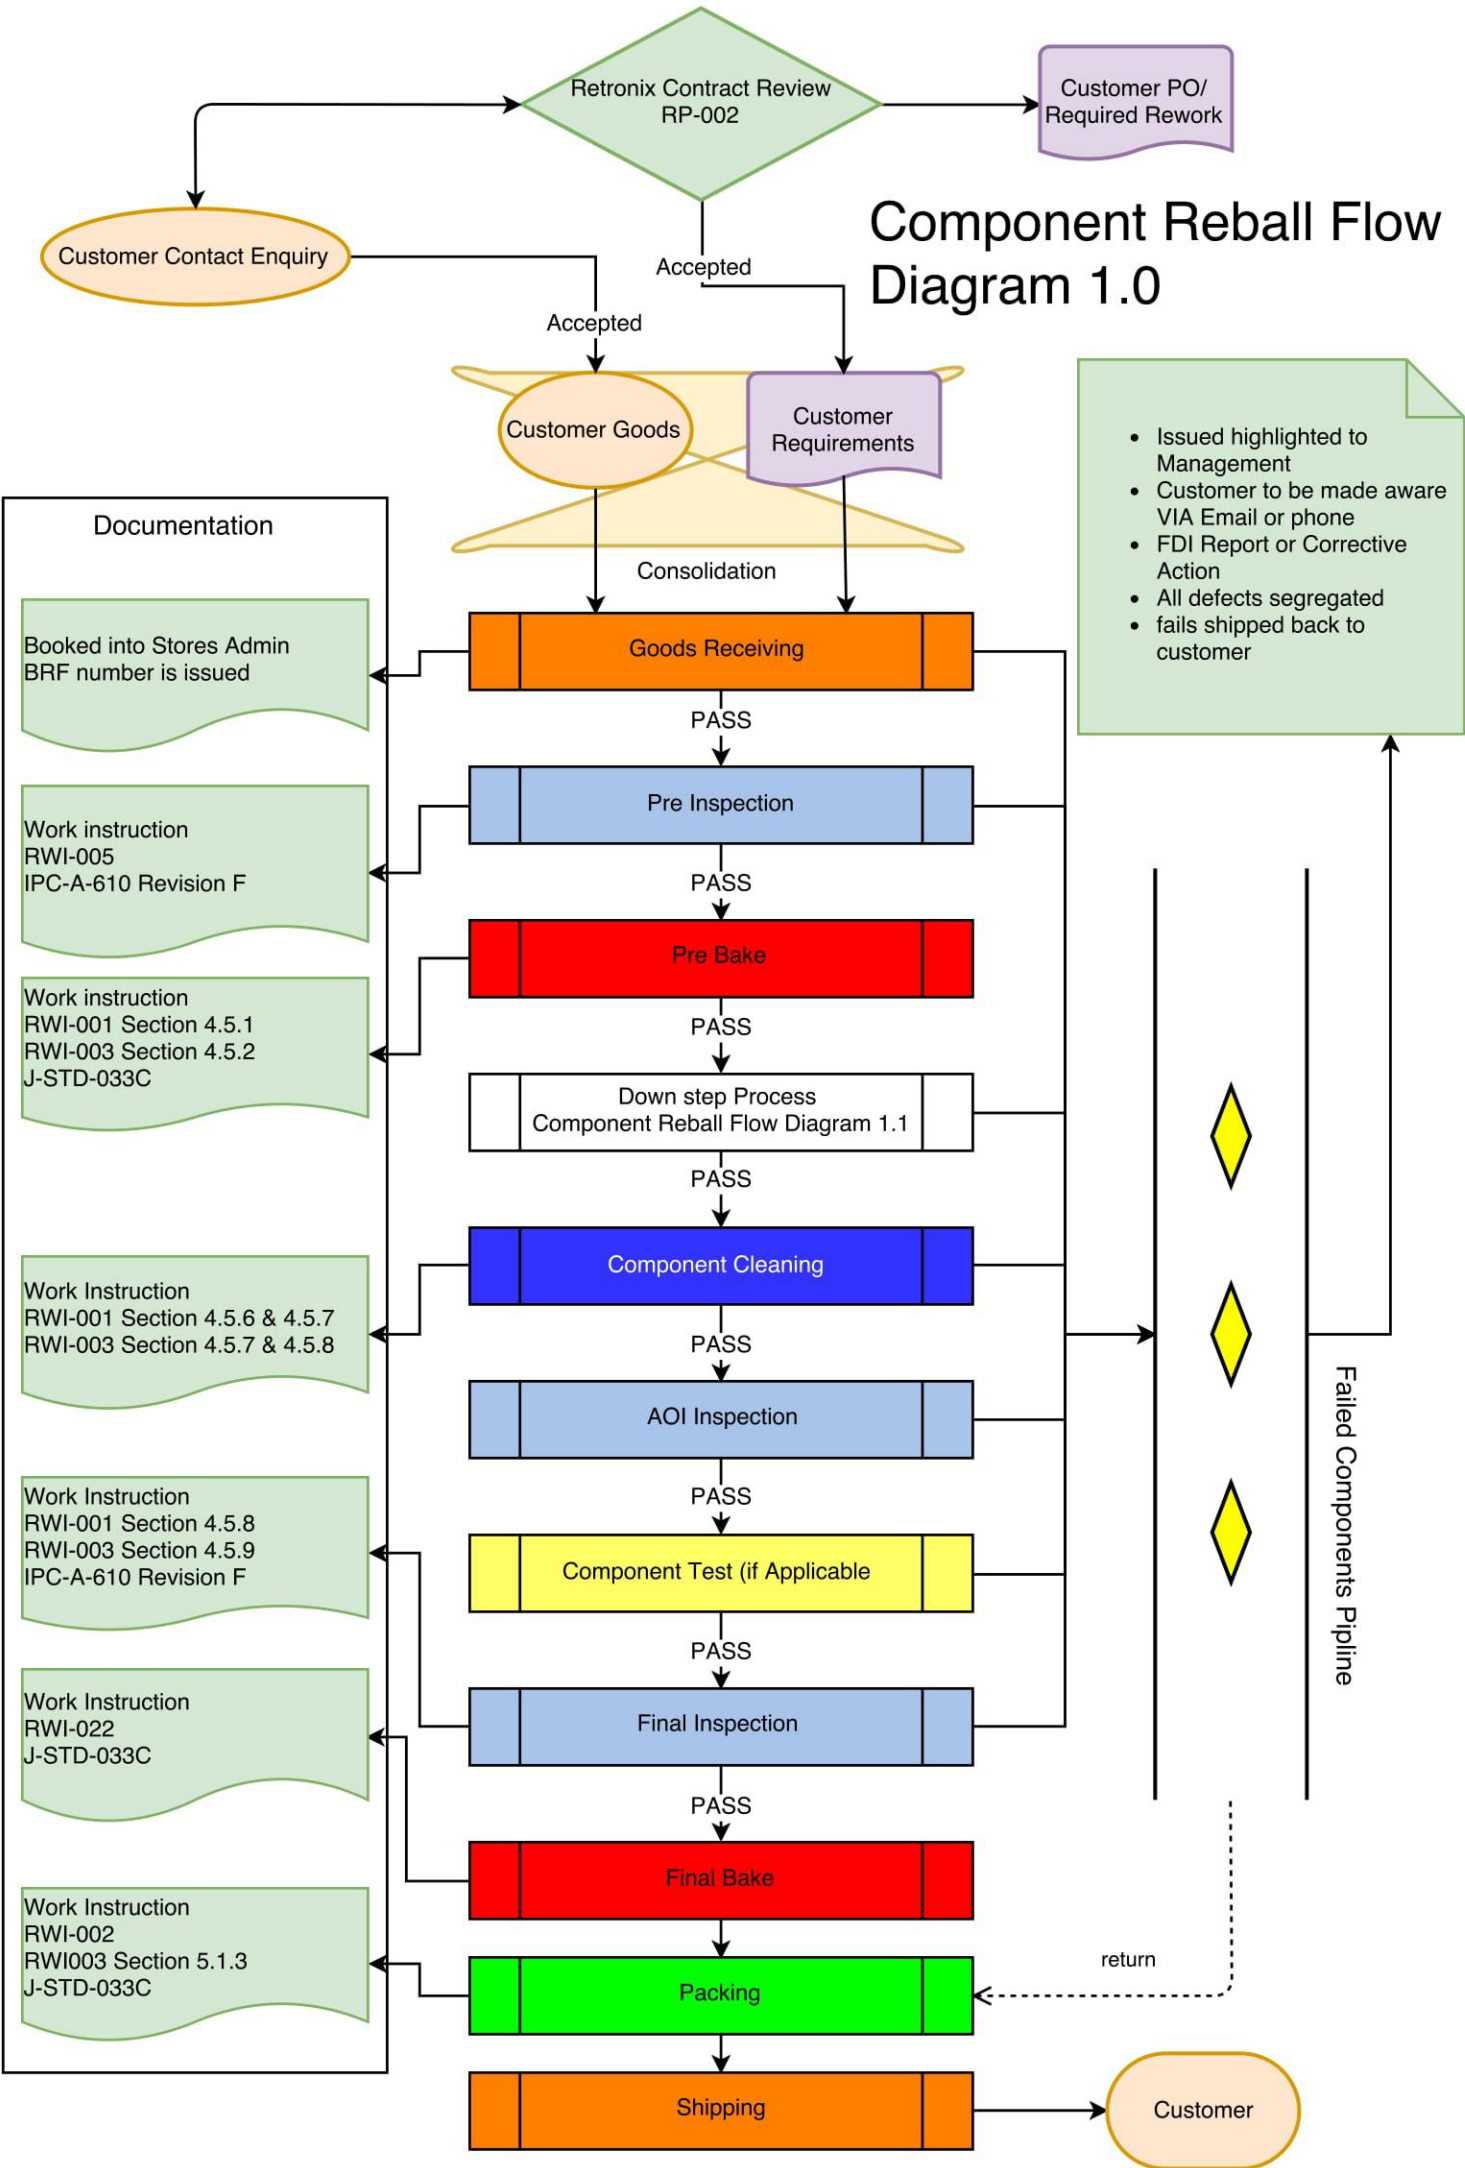 Retronix Contract Review
RP-002
Customer PO/
Required Rework
Component Reball Flow
Diagram 1.0
Customer Contact Enquiry
Accepted
Accepted
Customer Goods
Customer
Requirements
Consolidation
• Issued highlighted to
Management
• Customer to be made aware
VIA Email or phone
• FDI Report or Corrective
Action
• All defects segregated
• fails shipped back to
customer
Documentation
Booked into Stores Admin
BRF number is issued
Work instruction
RWI-005
IPC-A-610 Revision F
Work instruction
RWI-001 Section 4.5.1
RWI-003 Section 4.5.2
J-STD-033C
Work Instruction
RWI-001 Section 4.5.6 & 4.5.7
RWI-003 Section 4.5.7 & 4.5.8
Work Instruction
RWI-001 Section 4.5.8
RWI-003 Section 4.5.9
IPC-A-610 Revision F
Work Instruction
RWI-022
J-STD-033C
Work Instruction
RWI-002
RWI003 Section 5.1.3
J-STD-033C
Goods Receiving
PASS
Pre Inspection
PASS
Pre Bake
PASS
Down step Process
Component Reball Flow Diagram 1.1
PASS
Component Cleaning
PASS
AOI Inspection
PASS
Component Test (if Applicable
PASS
Final Inspection
PASS
Final Bake
Packing
Shipping
Failed Components Pipline
return
Customer